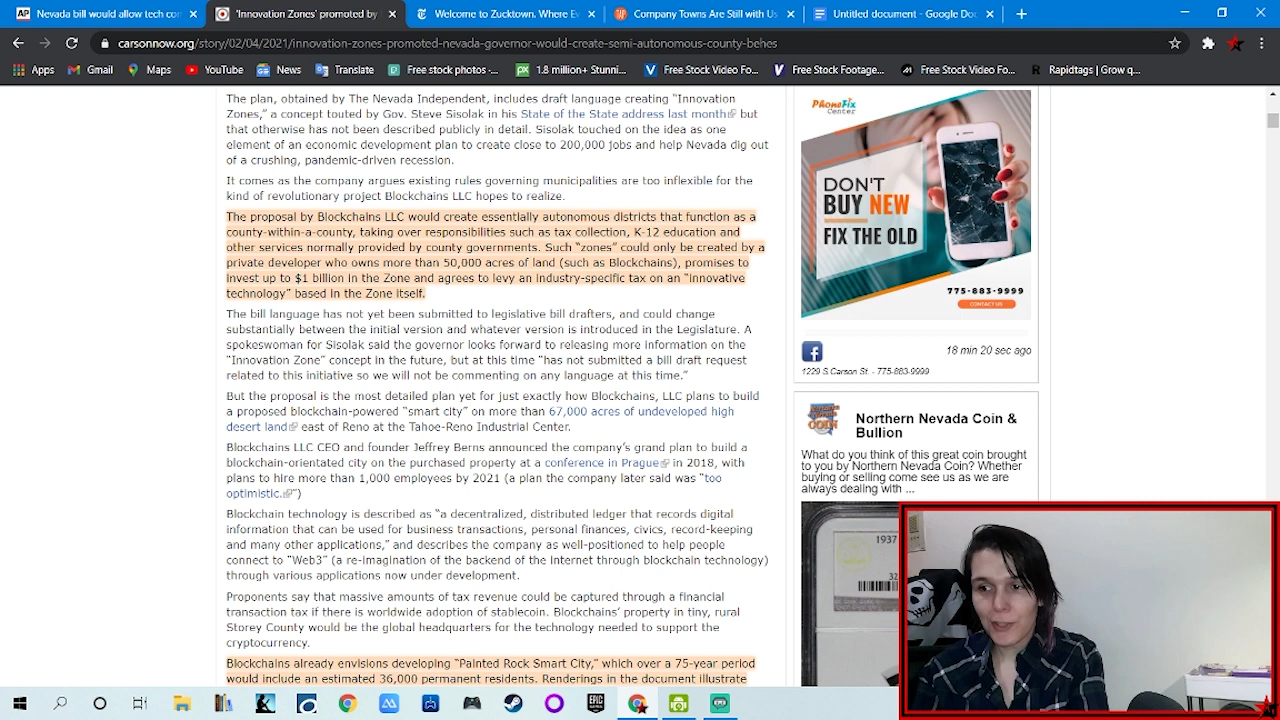 Nevada bill would allow tech con
'Innovation Zones' promoted by
Welcome to Zucktown. Where Ev
Company Towns Are Still with Us
Untitled document - Google Doc
carsonnow.org/story/02/04/2021/innovation-zones-promoted-nevada-governor-would-create-semi-autonomous-county-behes
Apps
Gmail
Maps
YouTube
News
Translate
Free stock photos ·...
1.8 million+ Stunni...
Free Stock Video Fo...
Free Stock Footage...
Free Stock Video Fo...
Rapidtags | Grow q...
The plan, obtained by The Nevada Independent, includes draft language creating "Innovation
Zones," a concept touted by Gov. Steve Sisolak in his State of the State address last month but
that otherwise has not been described publicly in detail. Sisolak touched on the idea as one
element of an economic development plan to create close to 200,000 jobs and help Nevada dig out
of a crushing, pandemic-driven recession.
It comes as the company argues existing rules governing municipalities are too inflexible for the
kind of revolutionary project Blockchains LLC hopes to realize.
The proposal by Blockchains LLC would create essentially autonomous districts that function as a
county-within-a-county, taking over responsibilities such as tax collection, K-12 education and
other services normally provided by county governments. Such "zones" could only be created by a
private developer who owns more than 50,000 acres of land (such as Blockchains), promises to
invest up to $1 billion in the Zone and agrees to levy an industry-specific tax on an "innovative
technology" based in the Zone itself.
The bill language has not yet been submitted to legislative bill drafters, and could change
substantially between the initial version and whatever version is introduced in the Legislature. A
spokeswoman for Sisolak said the governor looks forward to releasing more information on the
"Innovation Zone" concept in the future, but at this time "has not submitted a bill draft request
related to this initiative so we will not be commenting on any language at this time."
But the proposal is the most detailed plan yet for just exactly how Blockchains, LLC plans to build
a proposed blockchain-powered "smart city" on more than 67,000 acres of undeveloped high
desert land east of Reno at the Tahoe-Reno Industrial Center.
Blockchains LLC CEO and founder Jeffrey Berns announced the company's grand plan to build a
blockchain-orientated city on the purchased property at a conference in Prague in 2018, with
plans to hire more than 1,000 employees by 2021 (a plan the company later said was "too
optimistic.")
Blockchain technology is described as "a decentralized, distributed ledger that records digital
information that can be used for business transactions, personal finances, civics, record-keeping
and many other applications," and describes the company as well-positioned to help people
connect to "Web3" (a re-imagination of the backend of the Internet through blockchain technology)
through various applications now under development.
Proponents say that massive amounts of tax revenue could be captured through a financial
transaction tax if there is worldwide adoption of stablecoin. Blockchains' property in tiny, rural
Storey County would be the global headquarters for the technology needed to support the
cryptocurrency.
Blockchains already envisions developing "Painted Rock Smart City," which over a 75-year period
would include an estimated 36,000 permanent residents. Renderings in the document illustrate
PhoneFix
Center
DON'T
BUY NEW
FIX THE OLD
775-883-9999
CONTACT US
18 min 20 sec ago
1229 S.Carson St. - 775-883-9999
Northern Nevada Coin &
Bullion
What do you think of this great coin brought
to you by Northern Nevada Coin? Whether
buying or selling come see us as we are
always dealing with ...
1937